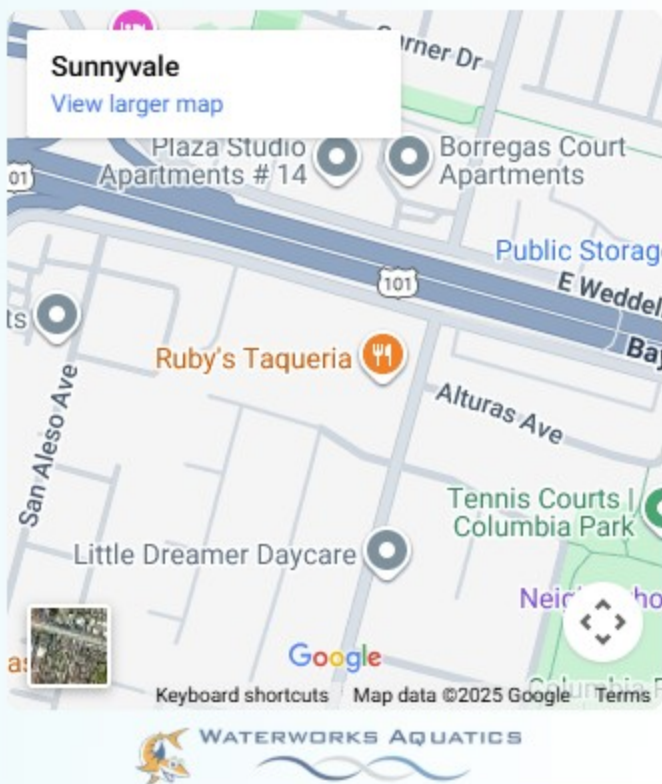 Sunnyvale
View larger map
Plaza Studio
Apartments # 14
Borregas Court
Apartments
101
Public Storag
E Weddel
ts
Ruby's Taqueria
Bay
Alturas Ave
San Aleso Ave
Tennis Courts |
Columbia Park
Little Dreamer Daycare
Google
Keyboard shortcuts
Map data ©2025 Google
Terms
WATERWORKS AQUATICS